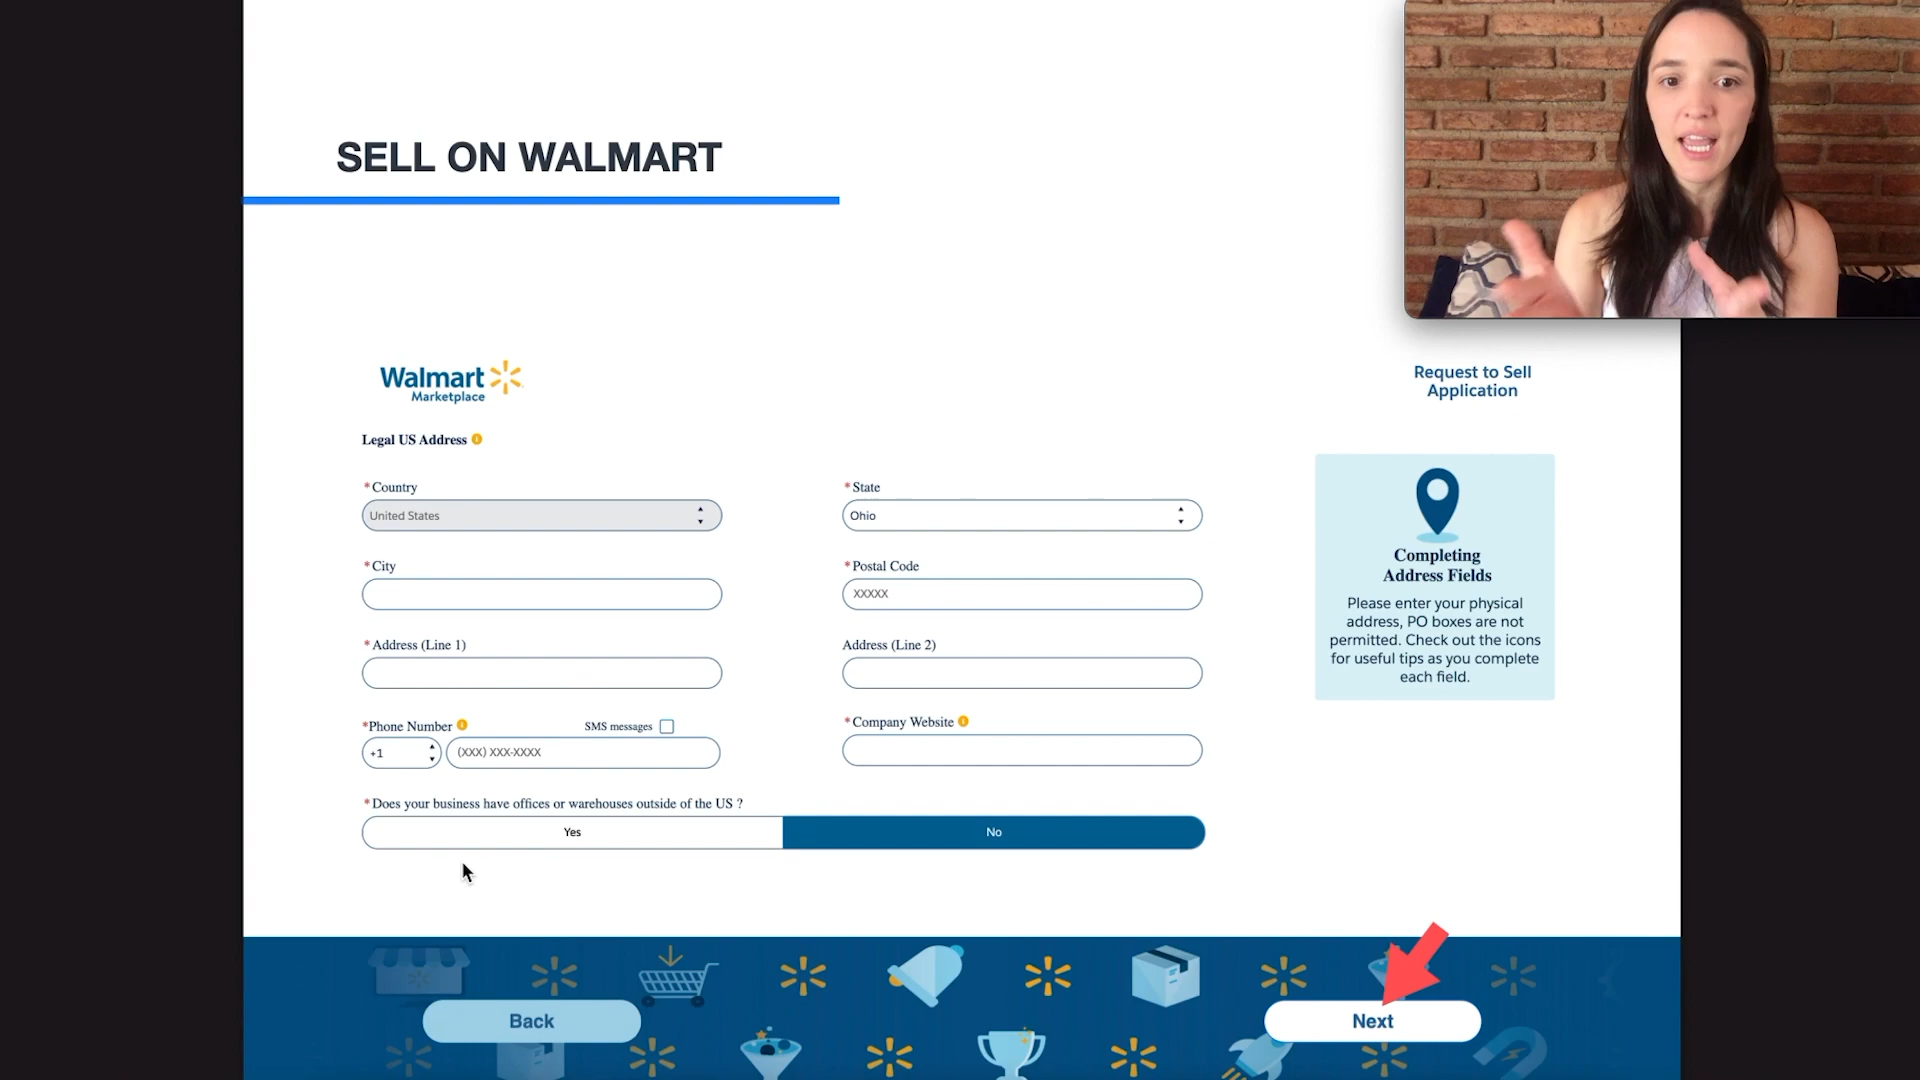 SELL ON WALMART
Walmart
Marketplace
Request to Sell
Application
Legal US Address
*Country
*State
United States
Ohio
*City
*Postal Code
XXXXX
*Address (Line 1)
Address (Line 2)
*Phone Number
SMS messages
*Company Website
+1
(XXX) XXX-XXXX
*Does your business have offices or warehouses outside of the US ?
Yes
No
Completing
Address Fields
Please enter your physical
address, PO boxes are not
permitted. Check out the icons
for useful tips as you complete
each field.
Back
Next